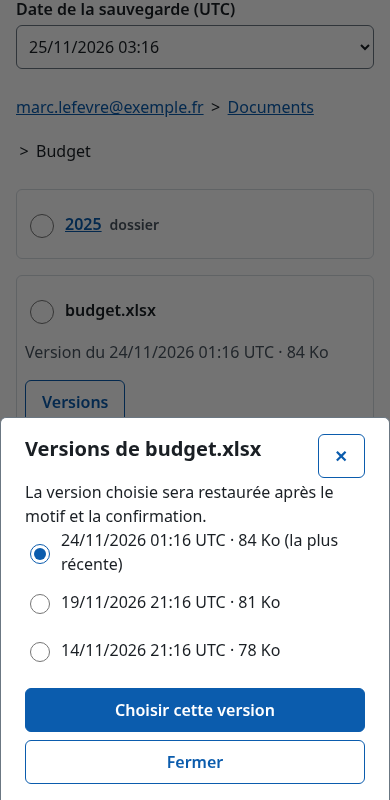 Date de la sauvegarde (UTC)
25/11/2026 03:16
marc.lefevre@exemple.fr > Documents
> Budget
2025 dossier
budget.xlsx
Version du 24/11/2026 01:16 UTC · 84 Ko
Versions
Versions de budget.xlsx
×
La version choisie sera restaurée après le
motif et la confirmation.
24/11/2026 01:16 UTC · 84 Ko (la plus
récente)
19/11/2026 21:16 UTC · 81 Ko
14/11/2026 21:16 UTC · 78 Ko
Choisir cette version
Fermer